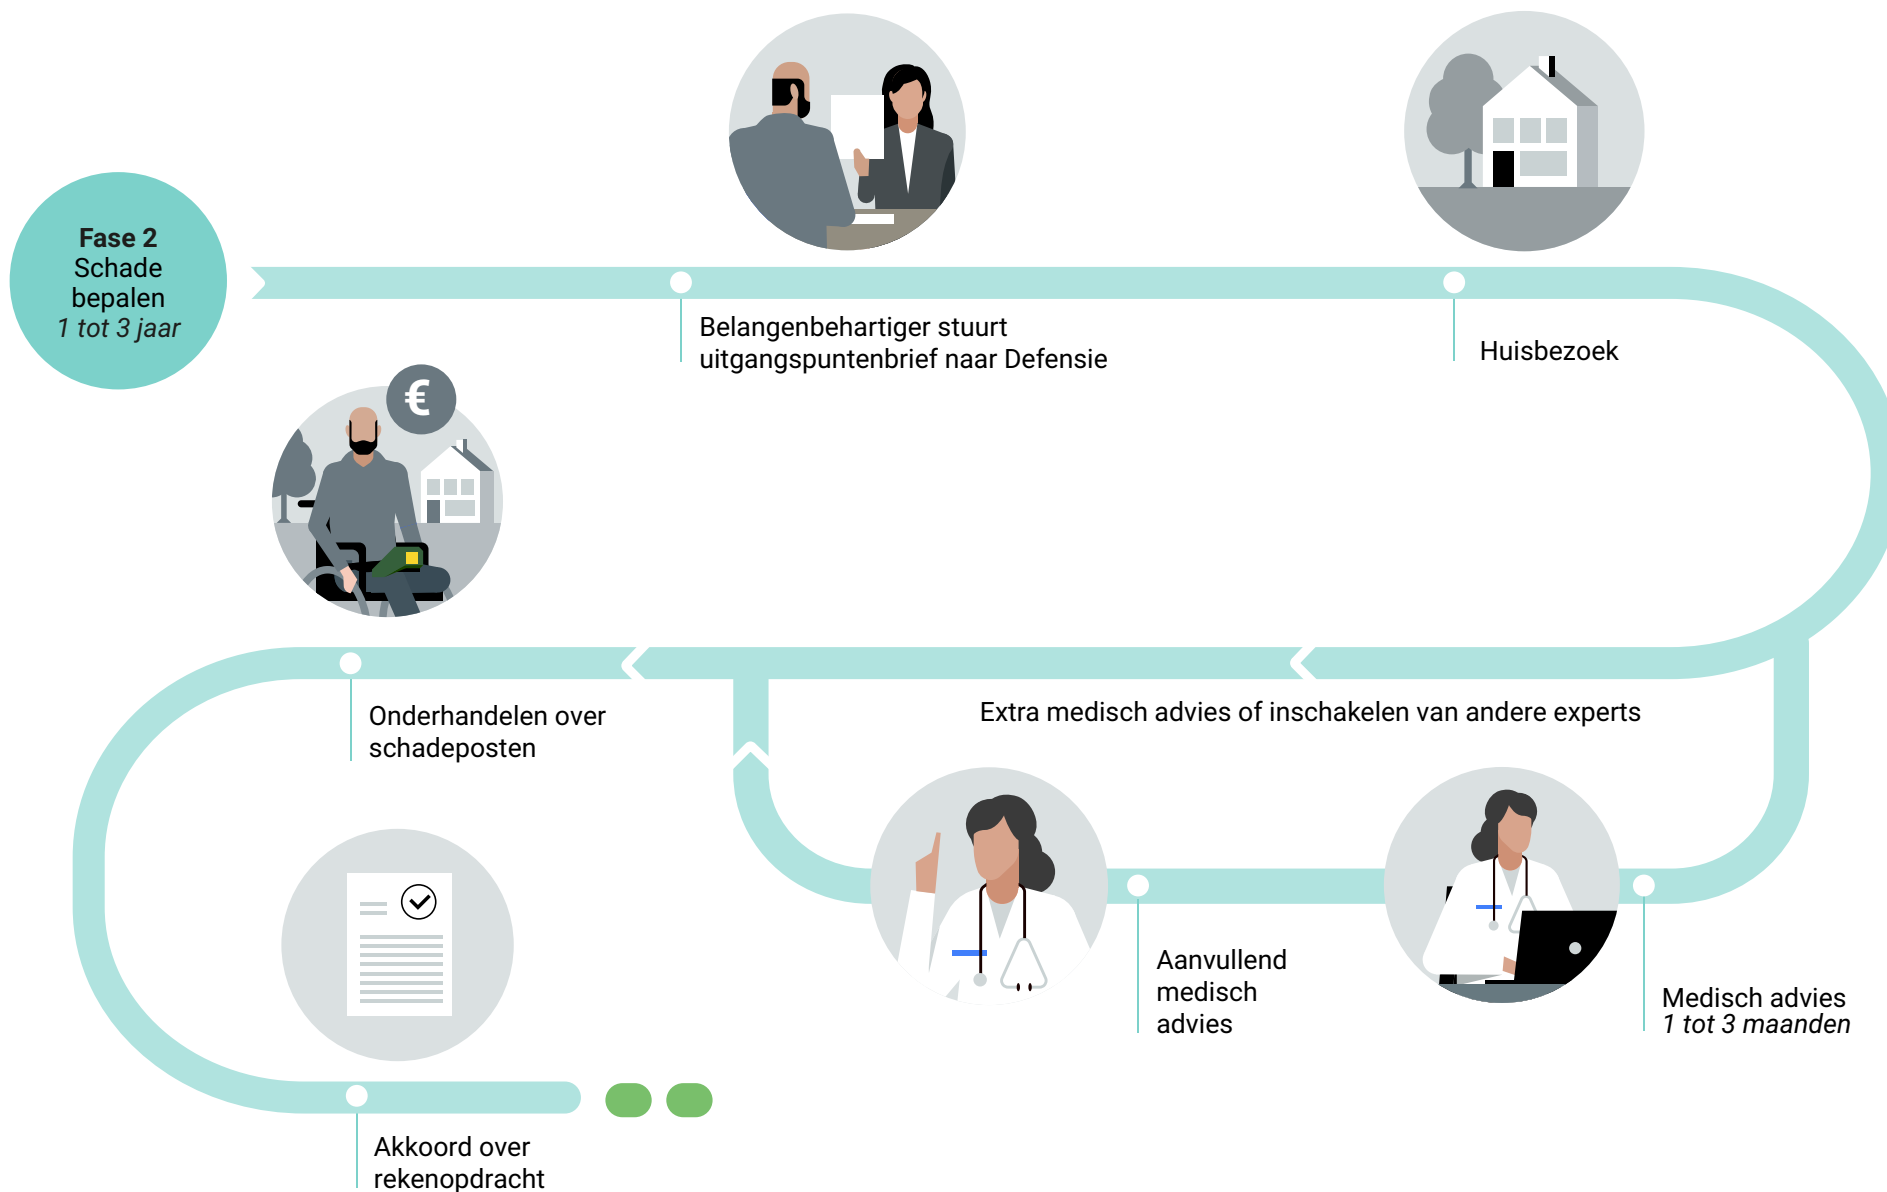 Fase 2
Schade
bepalen
1 tot 3 jaar
Belangenbehartiger stuurt
uitgangspuntenbrief naar Defensie
Huisbezoek
€
Onderhandelen over
schadeposten
Extra medisch advies of inschakelen van andere experts
Aanvullend
medisch
advies
Medisch advies
1 tot 3 maanden
Akkoord over
rekenopdracht